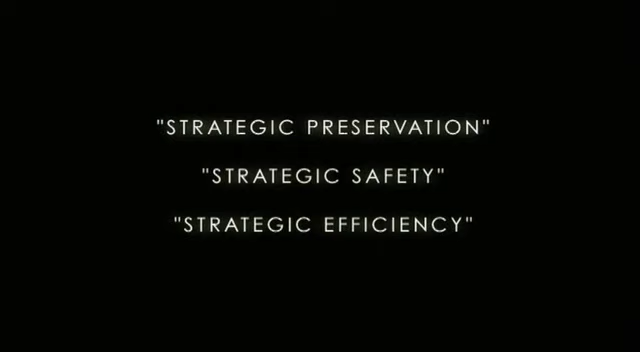 "STRATEGIC PRESERVATION"
"STRATEGIC SAFETY"
"STRATEGIC EFFICIENCY"